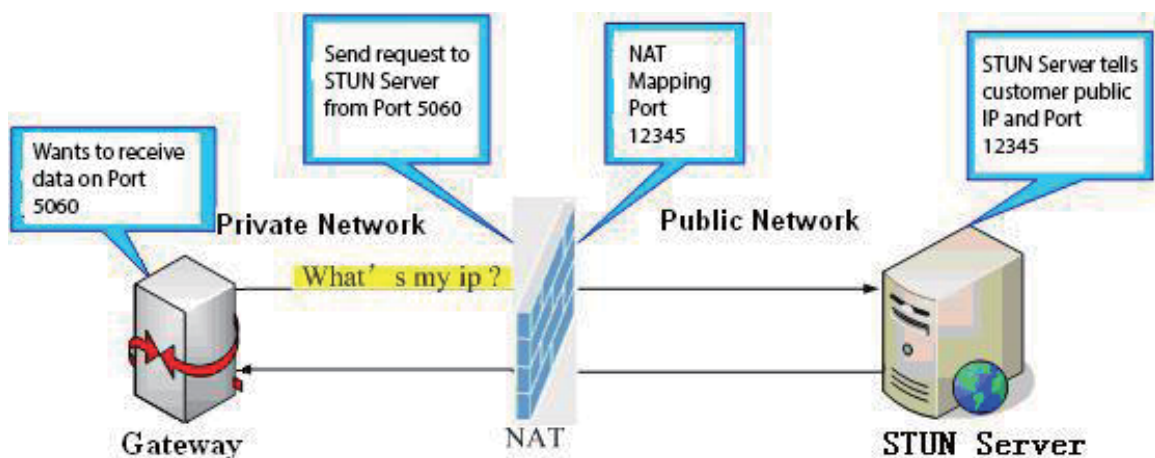 Send request to
STUN Server
from Port 5060
NAT
Mapping
Port
12345
STUN Server tells
customer public
IP and Port
12345
Wants to receive
data on Port
5060
Private Network
Public Network
What's my ip ?
Gateway
NAT
STUN Server